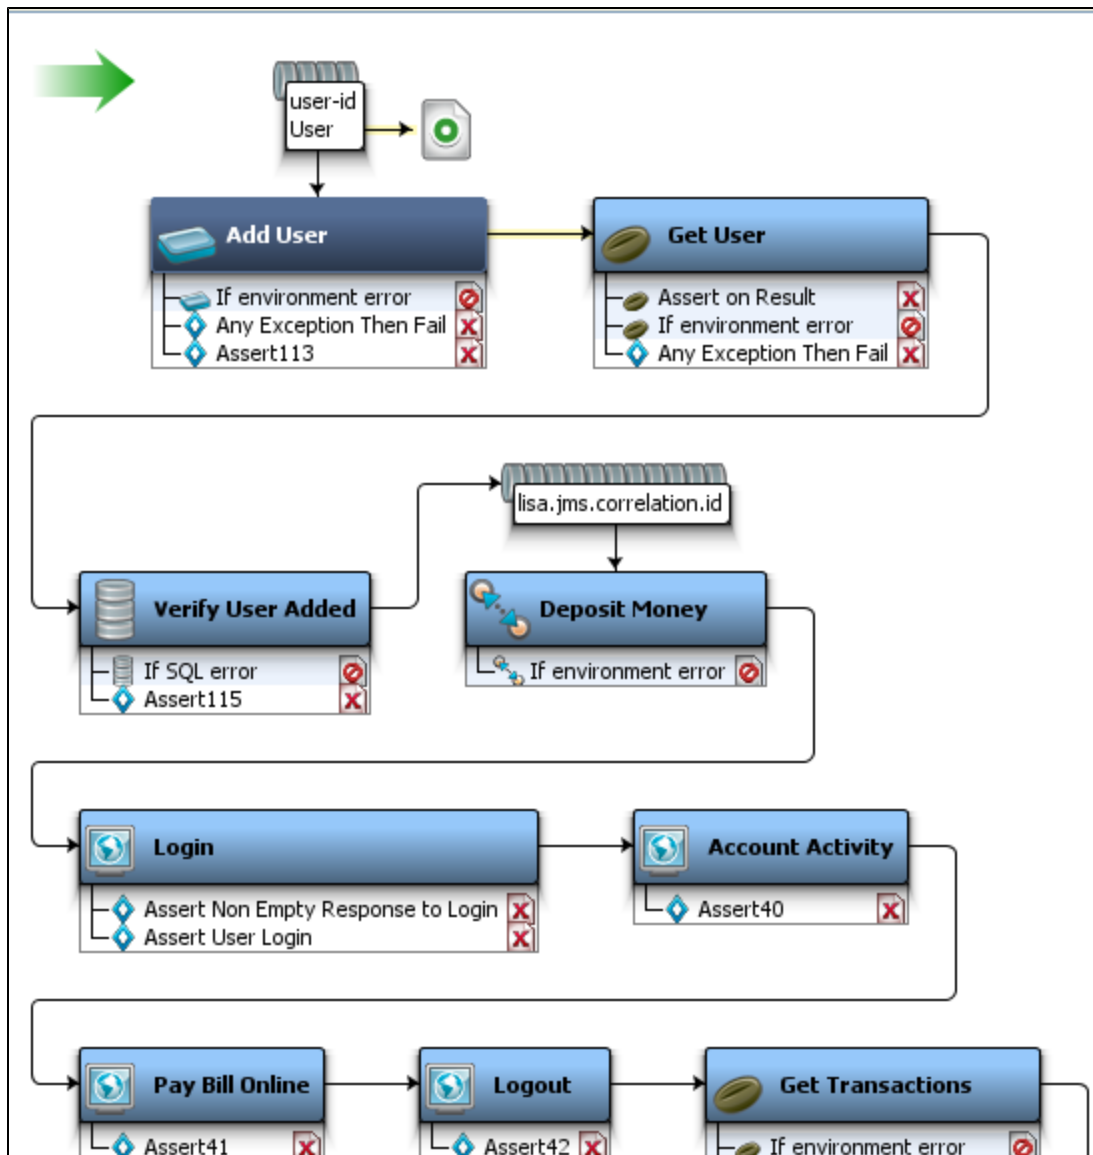 user-id
User
Add User
If environment error
Any Exception Then Fail
Assert113
Get User
Assert on Result
If environment error
Any Exception Then Fail
lisa.jms.correlation.id
Verify User Added
If SQL error
Assert115
Deposit Money
If environment error
Login
Assert Non Empty Response to Login
Assert User Login
Account Activity
Assert40
Pay Bill Online
Assert41
Logout
Assert42
Get Transactions
If environment error